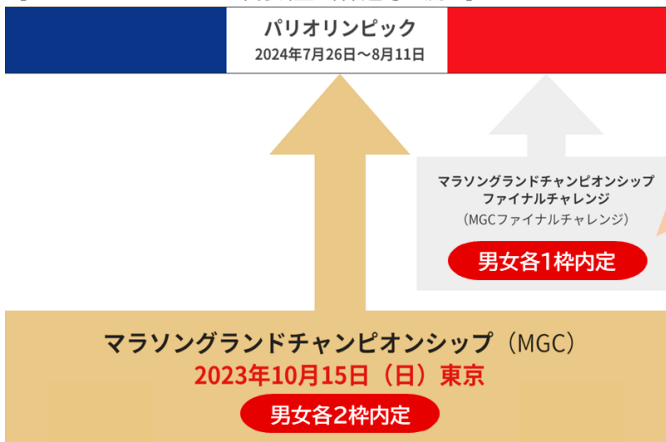 パリオリンピック
2024年7月26日〜8月11日
マラソングランドチャンピオンシップ
ファイナルチャレンジ
（MGCファイナルチャレンジ）
男女各1枠内定
マラソングランドチャンピオンシップ（MGC）
2023年10月15日（日）東京
男女各2枠内定